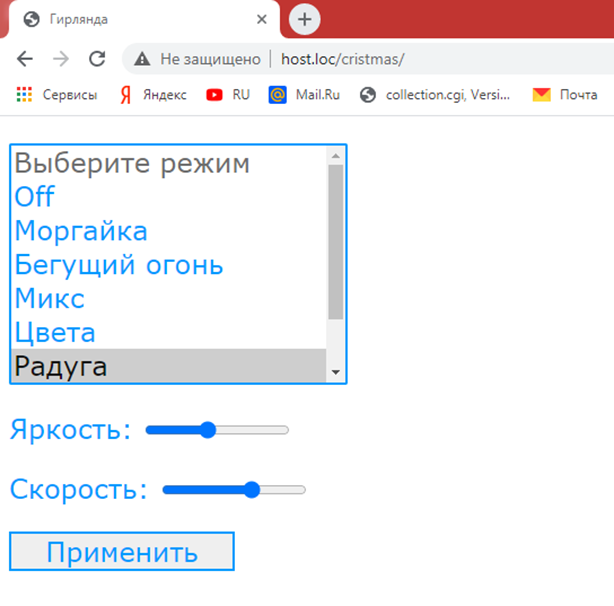 Гирлянда
Не защищено host.loc/cristmas/
Сервисы Яндекс RU Mail.Ru collection.cgi, Versi... Почта
Выберите режим
Off
Моргайка
Бегущий огонь
Микс
Цвета
Радуга
Яркость:
Скорость:
Применить